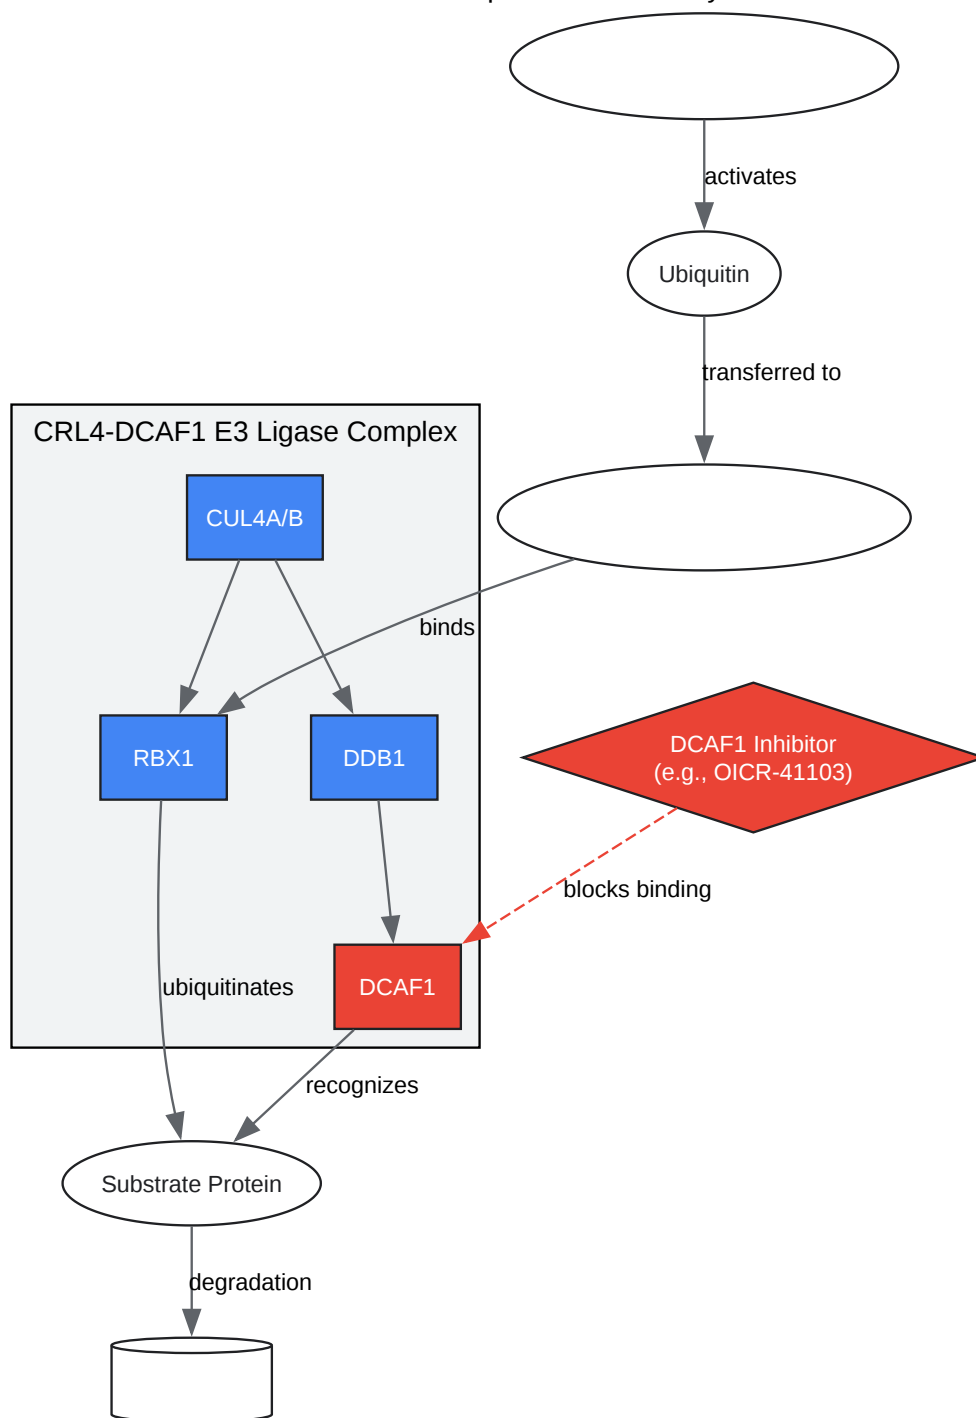 activates
Ubiquitin
transferred to
CRL4-DCAF1 E3 Ligase Complex
CUL4A/B
binds
RBX1
DDB1
DCAF1 Inhibitor
(e.g., OICR-41103)
blocks binding
DCAF1
ubiquitinates
recognizes
Substrate Protein
degradation